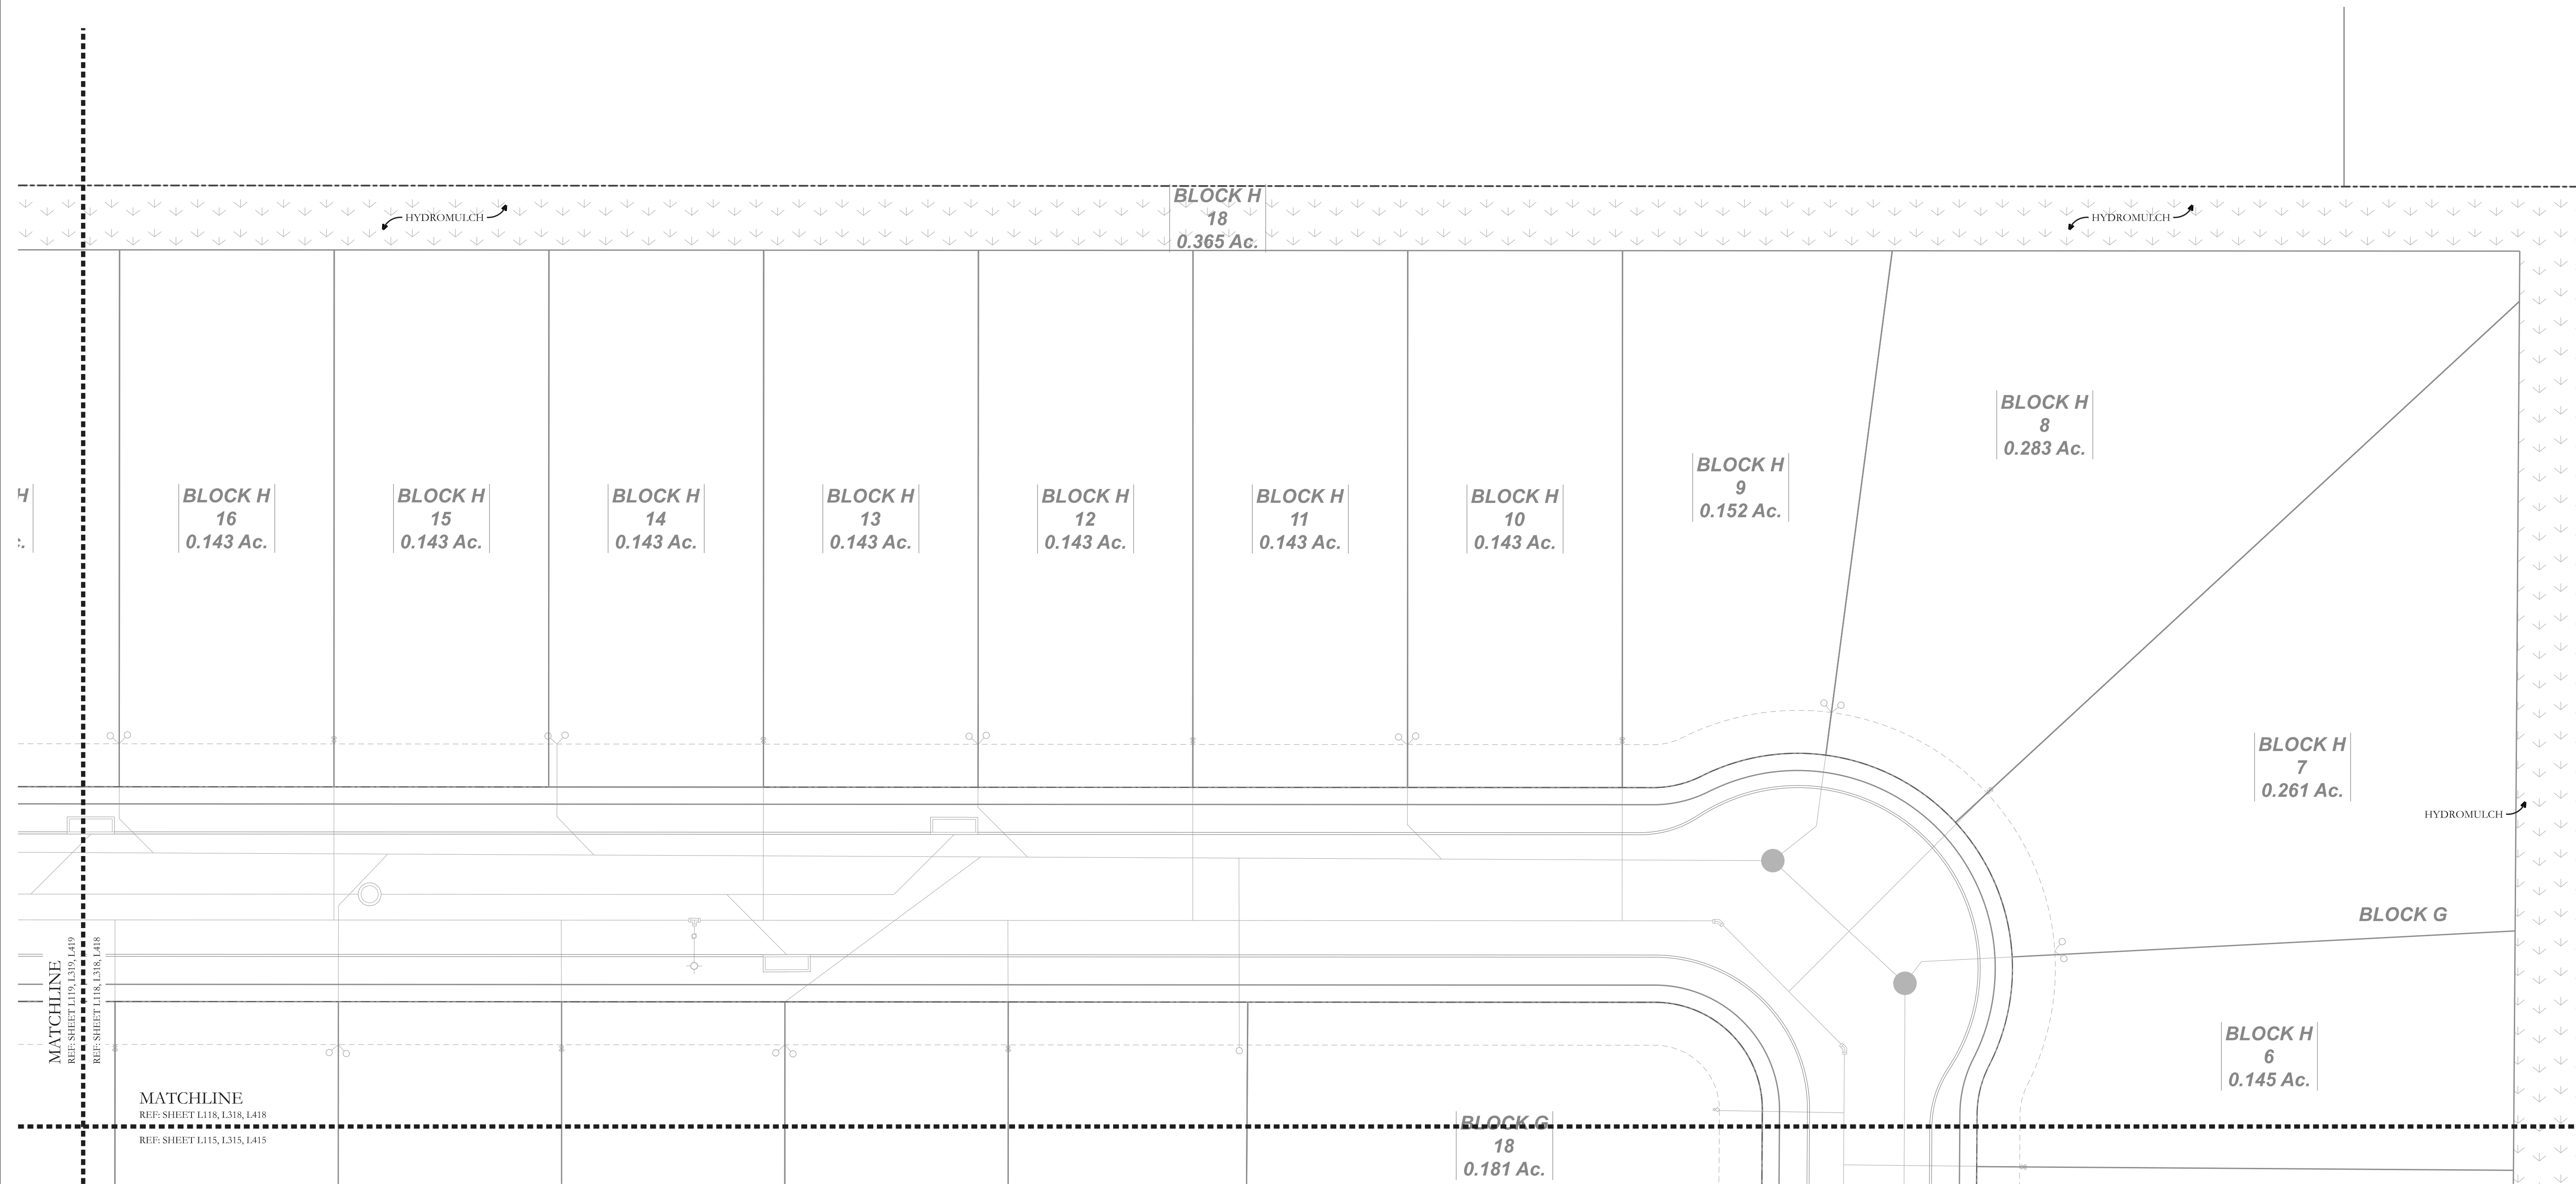 BLOCK H
18
0.365 Ac.
HYDROMULCH
HYDROMULCH
BLOCK H
8
0.283 Ac.
BLOCK H
9
0.152 Ac.
H
c.
BLOCK H
16
0.143 Ac.
BLOCK H
15
0.143 Ac.
BLOCK H
14
0.143 Ac.
BLOCK H
13
0.143 Ac.
BLOCK H
12
0.143 Ac.
BLOCK H
11
0.143 Ac.
BLOCK H
10
0.143 Ac.
BLOCK H
7
0.261 Ac.
HYDROMULCH
BLOCK G
MATCHLINE
REF: SHEET L119, L319, L419
REF: SHEET L118, L318, L418
BLOCK H
6
0.145 Ac.
MATCHLINE
REF: SHEET L118, L318, L418
REF: SHEET L115, L315, L415
BLOCK G
18
0.181 Ac.